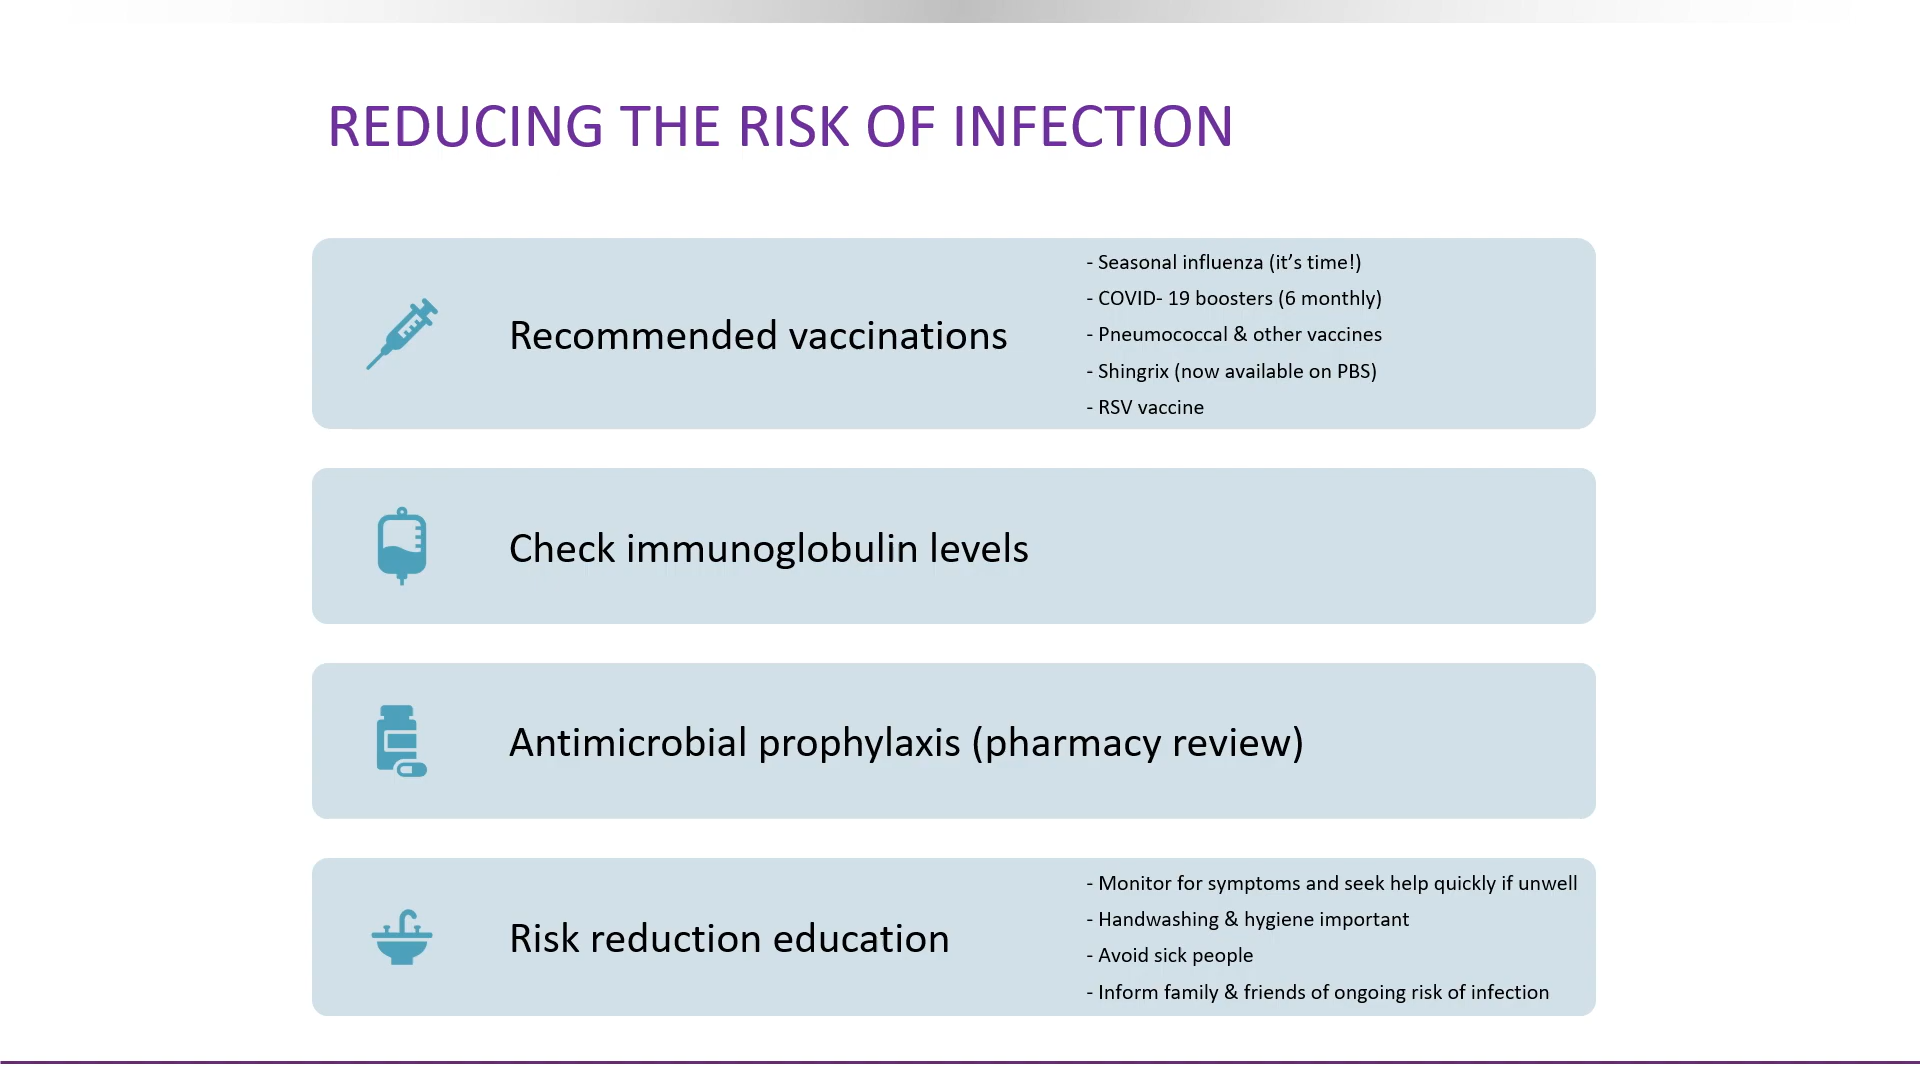 REDUCING THE RISK OF INFECTION
Recommended vaccinations
- Seasonal influenza (it’s time!)
- COVID- 19 boosters (6 monthly)
- Pneumococcal & other vaccines
- Shingrix (now available on PBS)
- RSV vaccine
Check immunoglobulin levels
Antimicrobial prophylaxis (pharmacy review)
Risk reduction education
- Monitor for symptoms and seek help quickly if unwell
- Handwashing & hygiene important
- Avoid sick people
- Inform family & friends of ongoing risk of infection